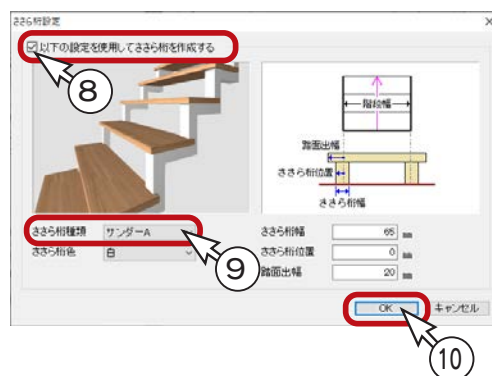 ささら桁設定
以下の設定を使用してささら桁を作成する
⑧
階段幅
踏面出幅
ささら桁位置
ささら桁幅
ささら桁種類 サンダーA
ささら桁色 白
⑨
ささら桁幅 65 mm
ささら桁位置 0 mm
踏面出幅 20 mm
OK キャンセル
⑩